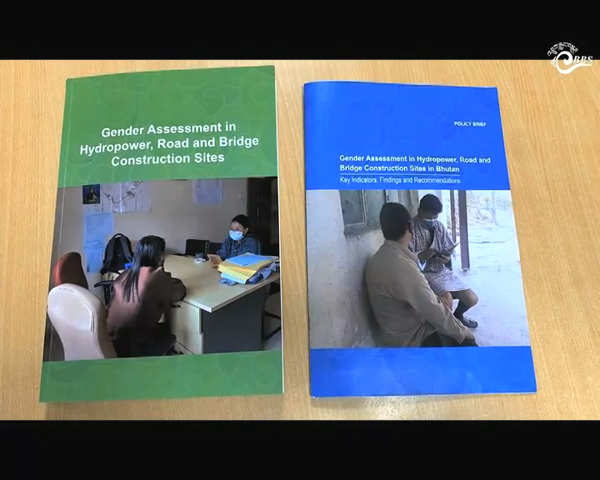 BBS
Gender Assessment in
Hydropower, Road and Bridge
Construction Sites
POLICY BRIEF
Gender Assessment in Hydropower, Road and
Bridge Construction Sites in Bhutan
Key Indicators, Findings and Recommendations